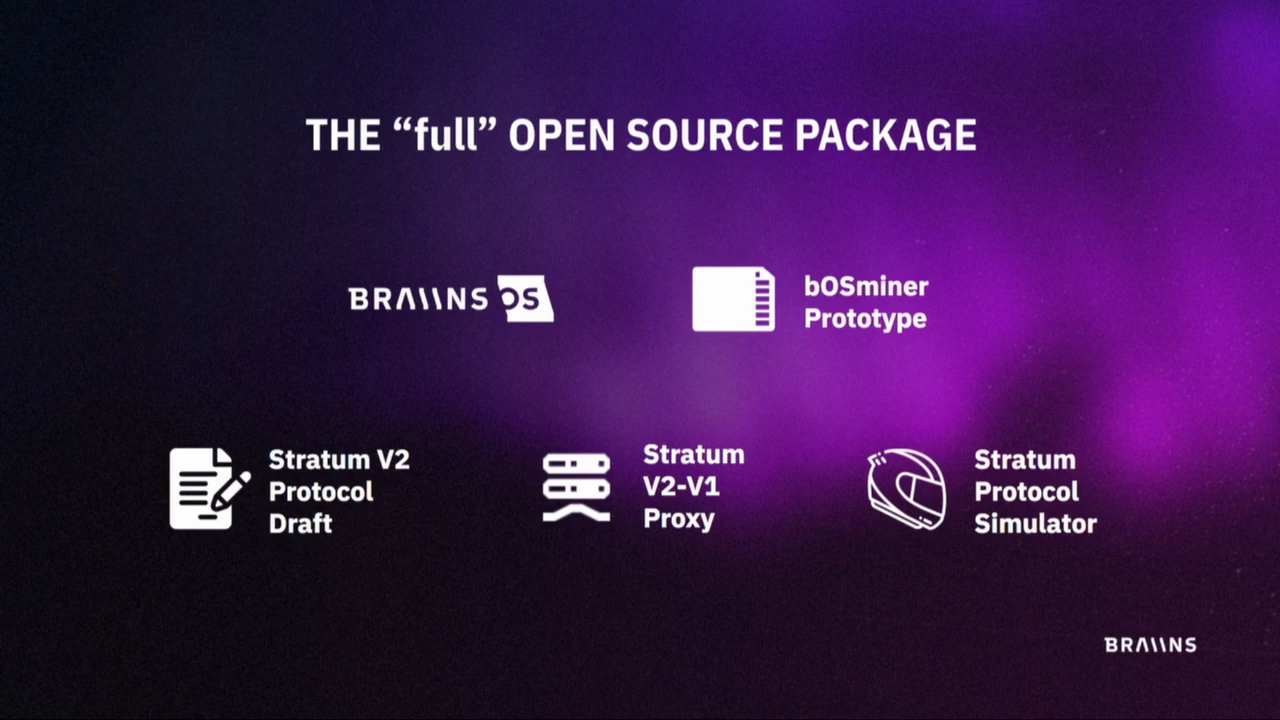 THE “full” OPEN SOURCE PACKAGE
BRAIINS OS
bOSminer
Prototype
Stratum V2
Protocol
Draft
Stratum
V2-V1
Proxy
Stratum
Protocol
Simulator
BRAIINS